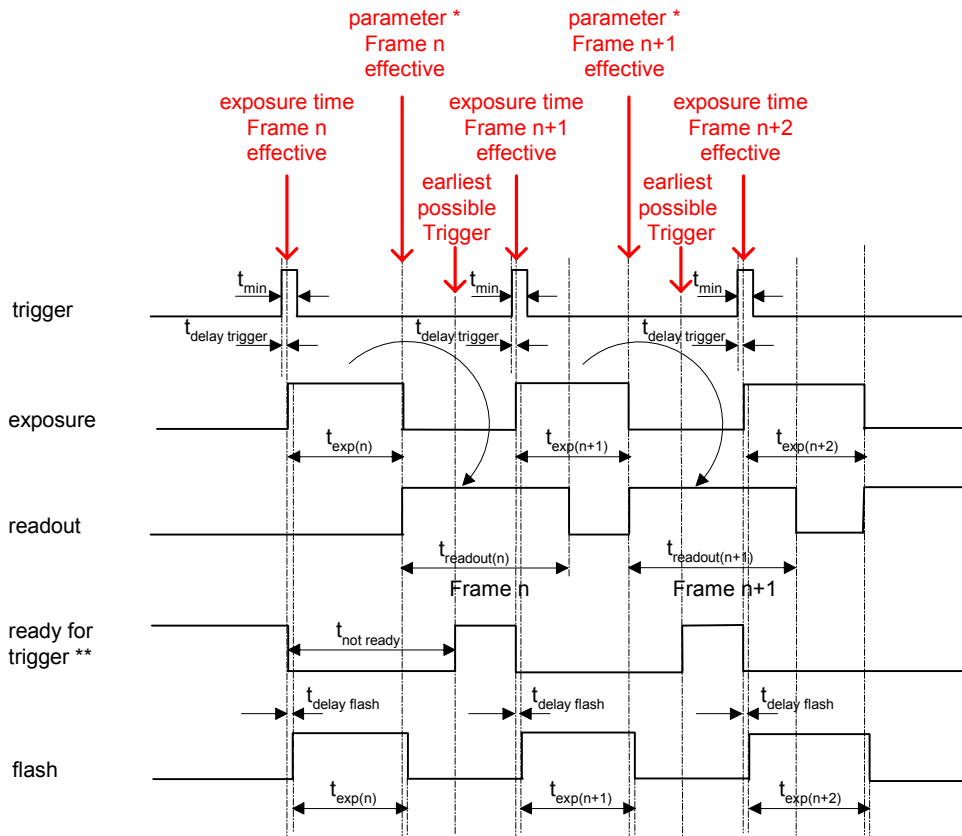 parameter *
Frame n
effective
parameter *
Frame n+1
effective
exposure time
Frame n
effective
exposure time
Frame n+1
effective
exposure time
Frame n+2
effective
earliest
possible
Trigger
earliest
possible
Trigger
trigger
tmin
tmin
tmin
tdelay trigger
tdelay trigger
tdelay trigger
exposure
texp(n)
texp(n+1)
texp(n+2)
readout
treadout(n)
treadout(n+1)
Frame n
Frame n+1
ready for
trigger **
tnot ready
tdelay flash
tdelay flash
tdelay flash
flash
texp(n)
texp(n+1)
texp(n+2)